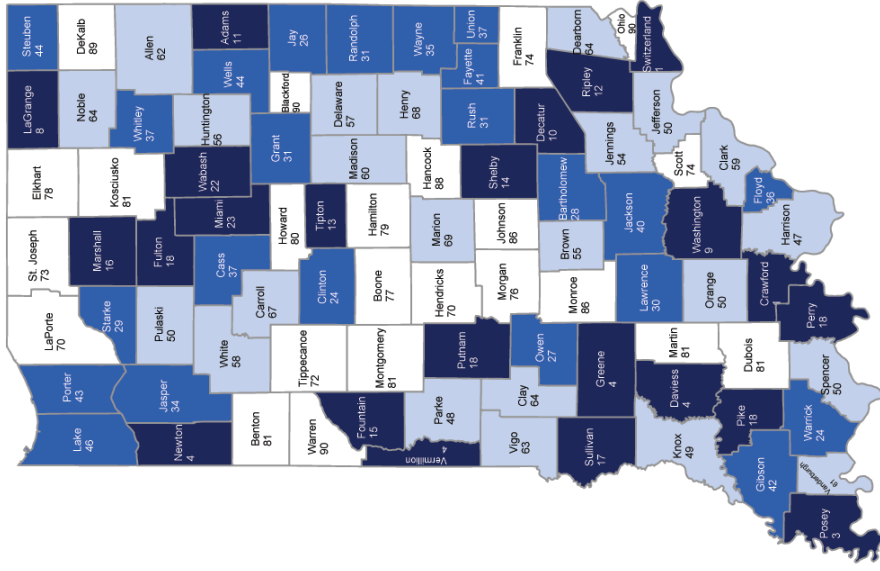 Lake
46
Porter
43
LaPorte
70
St. Joseph
73
Elkhart
78
LaGrange
8
Steuben
44
Noble
64
DeKalb
89
Starke
29
Marshall
16
Kosciusko
81
Whitley
37
Allen
62
Newton
4
Jasper
34
Pulaski
50
Fulton
18
Wabash
22
Huntington
56
Wells
44
Adams
11
Benton
81
White
58
Cass
37
Miami
23
Carroll
67
Howard
80
Grant
31
Blackford
90
Jay
26
Warren
90
Tippecanoe
72
Clinton
24
Tipton
13
Madison
60
Delaware
57
Randolph
31
Fountain
15
Montgomery
81
Boone
77
Hamilton
79
Henry
68
Wayne
35
Vermilion
4
Parke
48
Putnam
18
Hendricks
70
Marion
69
Hancock
88
Rush
31
Fayette
41
Union
37
Vigo
63
Clay
64
Owen
27
Morgan
76
Johnson
86
Shelby
14
Decatur
10
Franklin
74
Sullivan
17
Greene
4
Monroe
86
Brown
55
Bartholomew
28
Jennings
54
Ripley
12
Dearborn
64
Ohio
90
Switzerland
1
Knox
49
Daviess
4
Martin
81
Lawrence
30
Jackson
40
Jefferson
50
Scott
74
Orange
50
Washington
9
Clark
59
Gibson
42
Pike
18
Dubois
81
Crawford
Harrison
47
Floyd
36
Posey
3
Vanderburgh
61
Warrick
24
Spencer
50
Perry
18